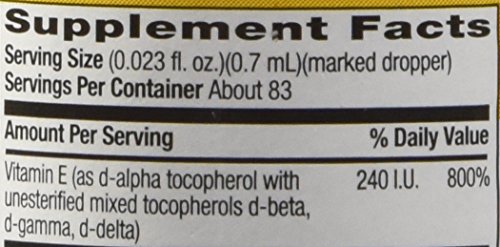 Supplement Facts
Serving Size (0.023 fl. oz.)(0.7 mL)(marked dropper)
Servings Per Container About 83
Amount Per Serving % Daily Value
Vitamin E (as d-alpha tocopherol with 240 I.U. 800%
unesterified mixed tocopherols d-beta,
d-gamma, d-delta)